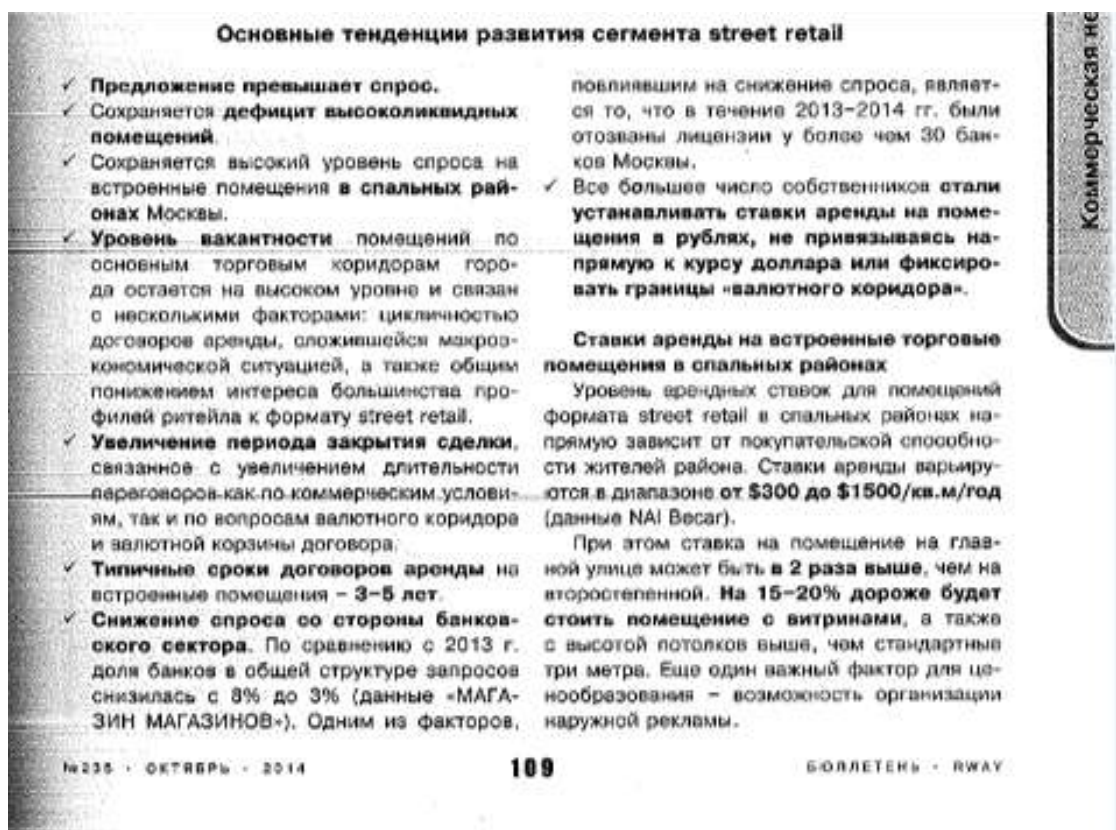 Основные тенденции развития сегмента street retail
✓ Предложение превышает спрос.
✓ Сохраняется дефицит высоколиквидных
помещений.
✓ Сохраняется высокий уровень спроса на
встроенные помещения в спальных рай-
онах Москвы.
✓ Уровень вакантности помещений по
основным торговым коридорам горо-
да остается на высоком уровне и связан
с несколькими факторами: цикличностью
договоров аренды, сложившейся макроэ-
кономической ситуацией, а также общим
понижением интереса большинства про-
филей ритейла к формату street retail.
✓ Увеличение периода закрытия сделки,
связанное с увеличением длительности
переговоров как по коммерческим услови-
ям, так и по вопросам валютного коридора
и валютной корзины договора.
✓ Типичные сроки договоров аренды на
встроенные помещения – 3–5 лет.
✓ Снижение спроса со стороны банков-
ского сектора. По сравнению с 2013 г.
доля банков в общей структуре запросов
снизилась с 8% до 3% (данные «МАГА-
ЗИН МАГАЗИНОВ»). Одним из факторов,
повлиявшим на снижение спроса, являет-
ся то, что в течение 2013–2014 гг. были
отозваны лицензии у более чем 30 бан-
ков Москвы.
✓ Все большее число собственников стали
устанавливать ставки аренды на поме-
щения в рублях, не привязываясь на-
прямую к курсу доллара или фиксиро-
вать границы «валютного коридора».
Ставки аренды на встроенные торговые
помещения в спальных районах
Уровень арендных ставок для помещений
формата street retail в спальных районах на-
прямую зависит от покупательской способно-
сти жителей района. Ставки аренды варьиру-
ются в диапазоне от $300 до $1500/кв.м/год
(данные NAI Becar).
При этом ставка на помещение на глав-
ной улице может быть в 2 раза выше, чем на
второстепенной. На 15–20% дороже будет
стоить помещение с витринами, а также
с высотой потолков выше, чем стандартные
три метра. Еще один важный фактор для це-
нообразования – возможность организации
наружной рекламы.
Коммерческая не
№235 · ОКТЯБРЬ · 2014
109
БЮЛЛЕТЕНЬ · RWAY